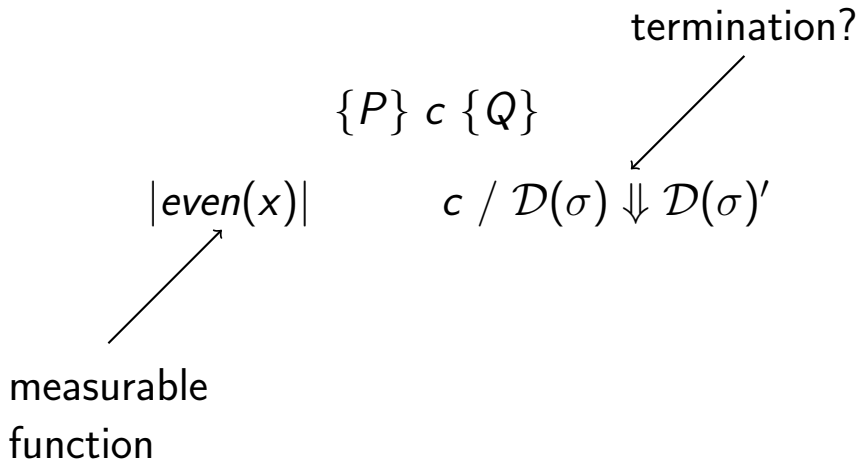 termination?
{P} c {Q}
|even(x)|
c / 𝒟(σ) ⇓ 𝒟(σ)′
measurable
function